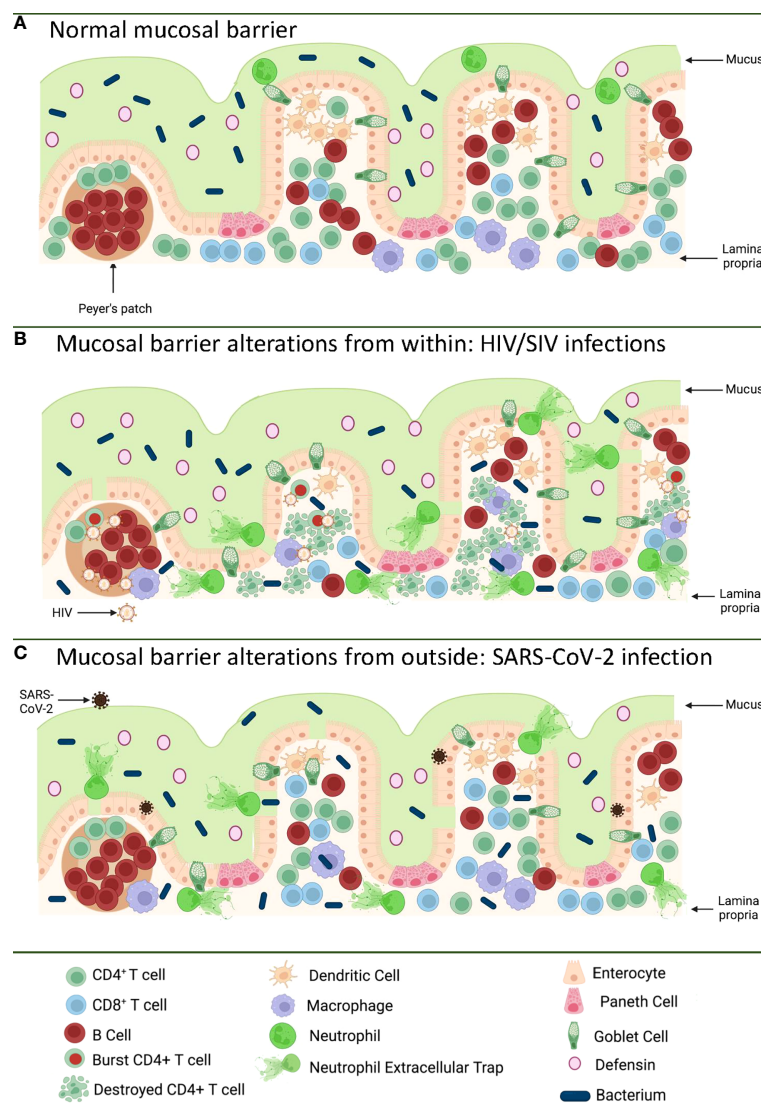 A Normal mucosal barrier
Mucus
Lamina
propria
Peyer's patch
B Mucosal barrier alterations from within: HIV/SIV infections
Mucus
HIV
Lamina
propria
C Mucosal barrier alterations from outside: SARS-CoV-2 infection
SARS-
CoV-2
Mucus
Lamina
propria
CD4⁺ T cell
CD8⁺ T cell
B Cell
Burst CD4+ T cell
Destroyed CD4+ T cell
Dendritic Cell
Macrophage
Neutrophil
Neutrophil Extracellular Trap
Enterocyte
Paneth Cell
Goblet Cell
Defensin
Bacterium